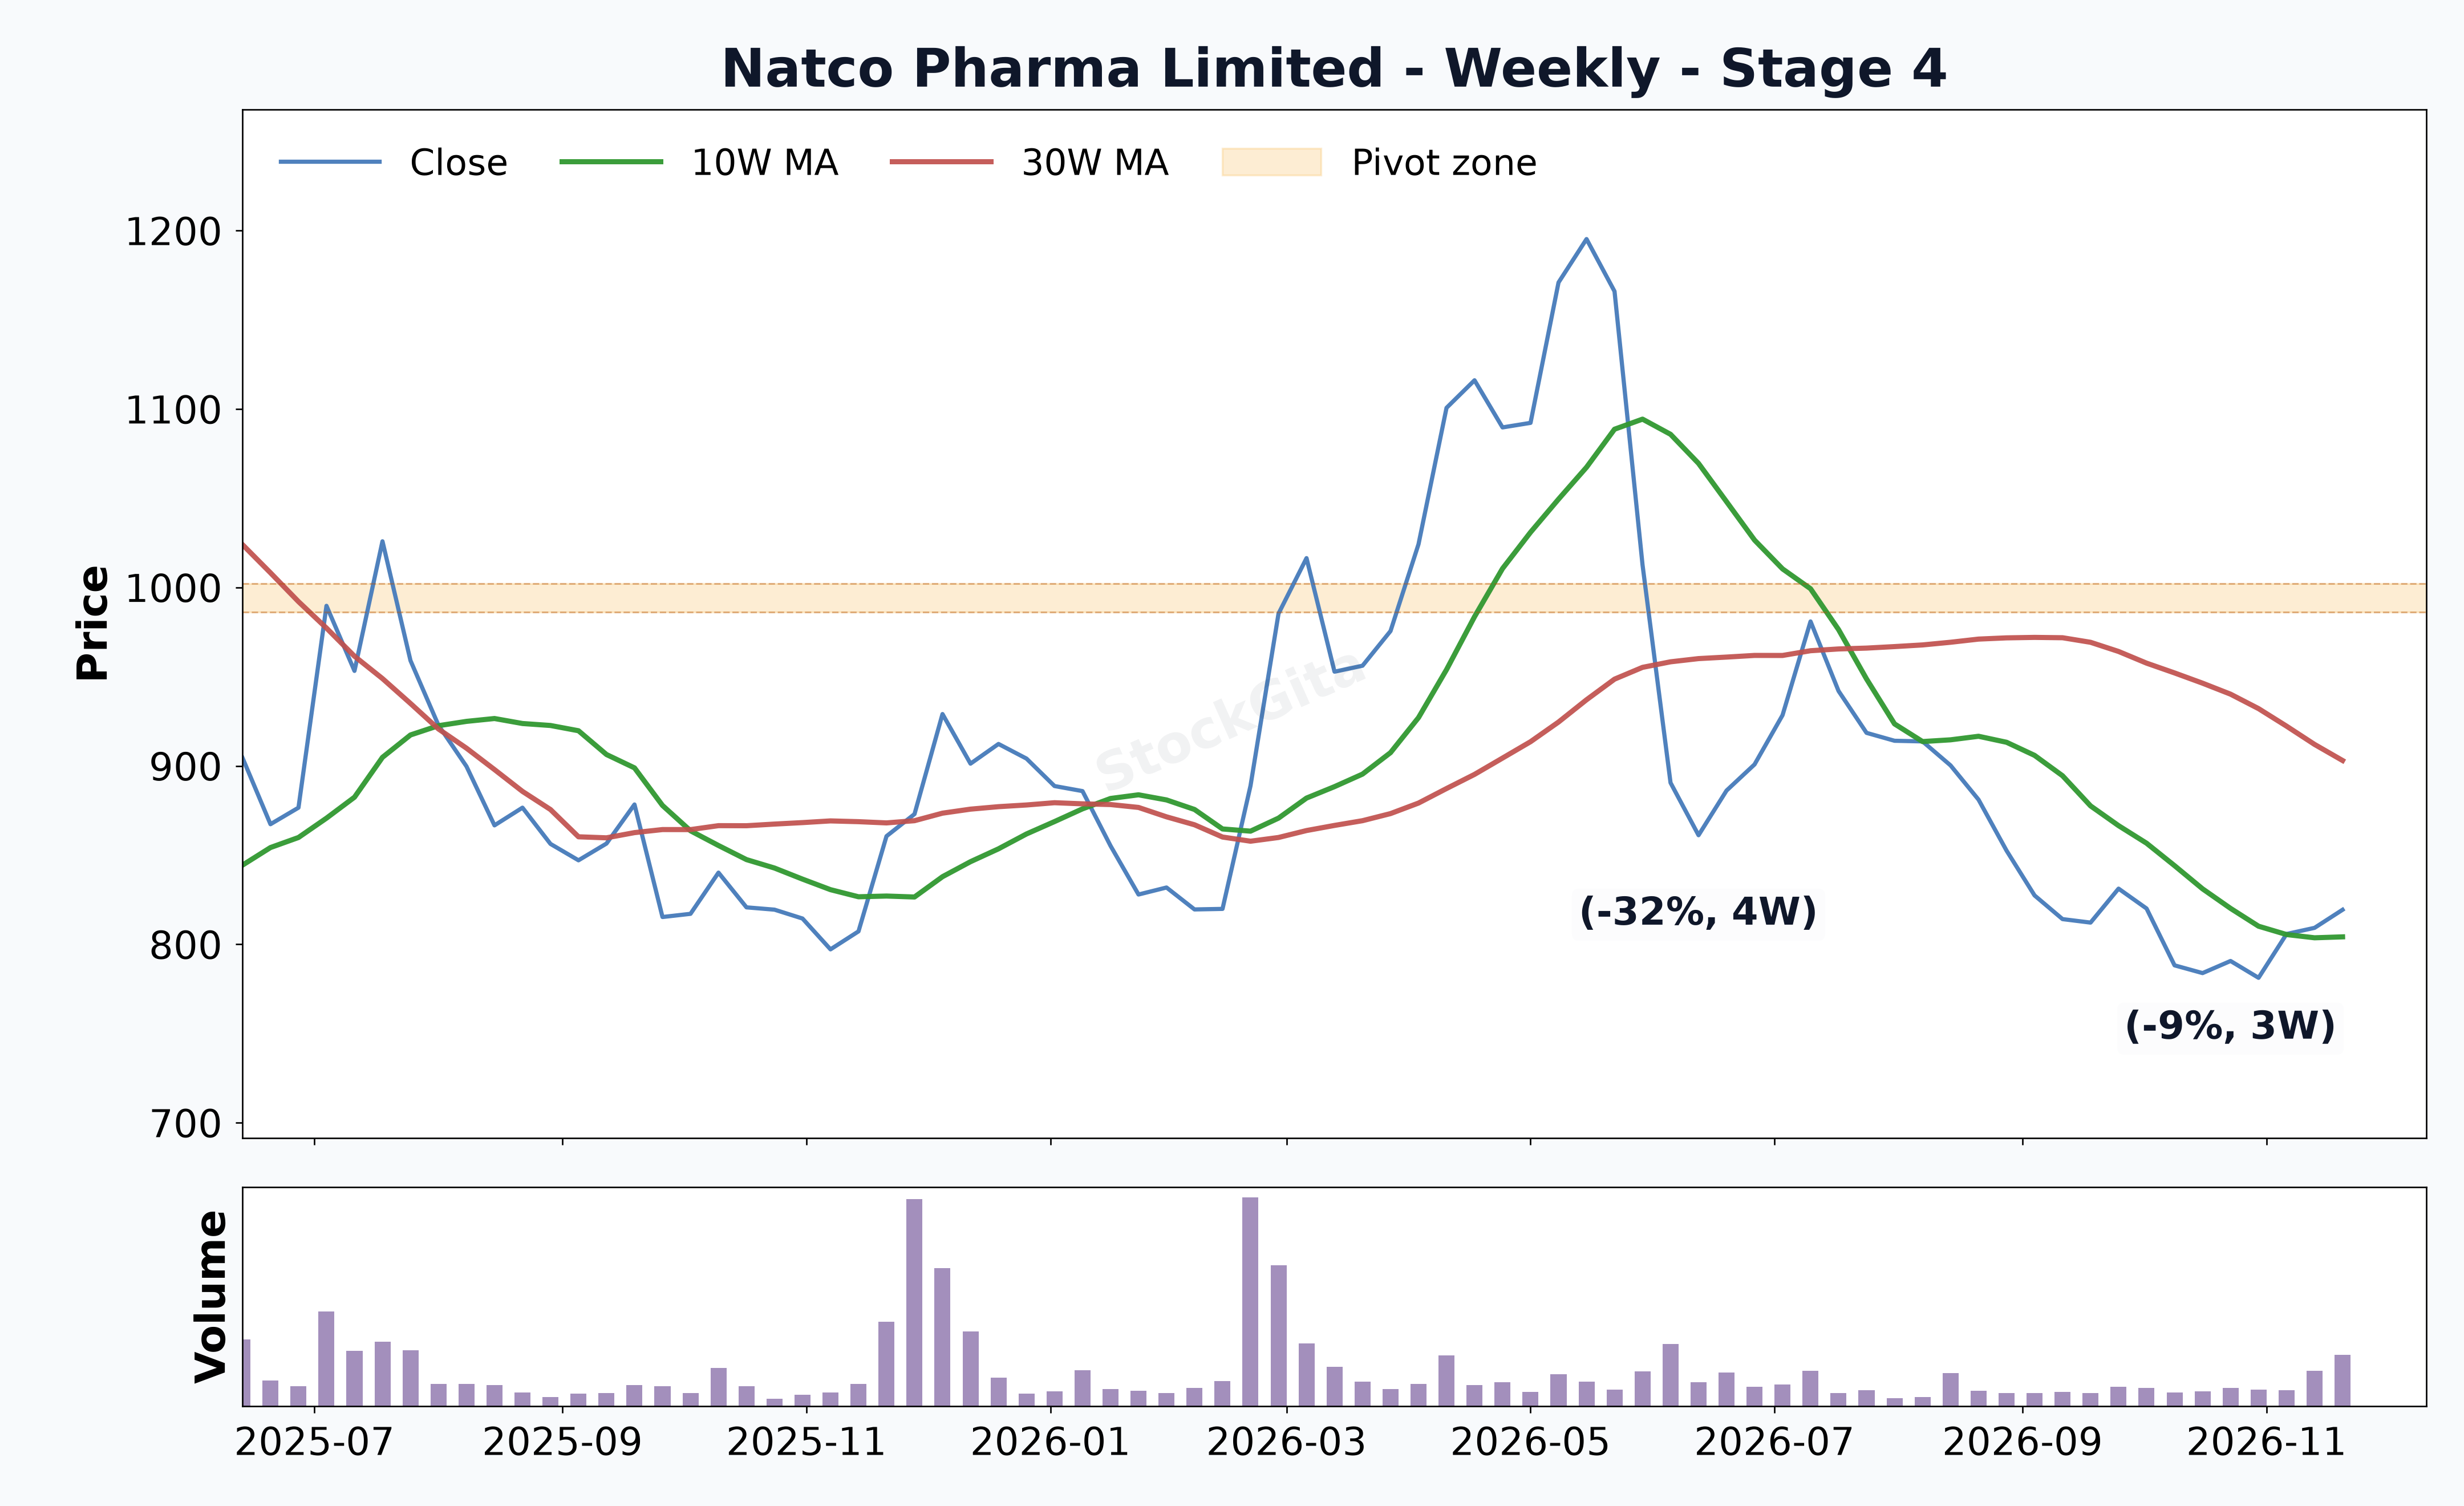 Natco Pharma Limited - Weekly - Stage 4
Close 10W MA 30W MA Pivot zone
1200
1100
1000
900
800
700
Price
StockGita
(-32%, 4W)
(-9%, 3W)
Volume
2025-07 2025-09 2025-11 2026-01 2026-03 2026-05 2026-07 2026-09 2026-11